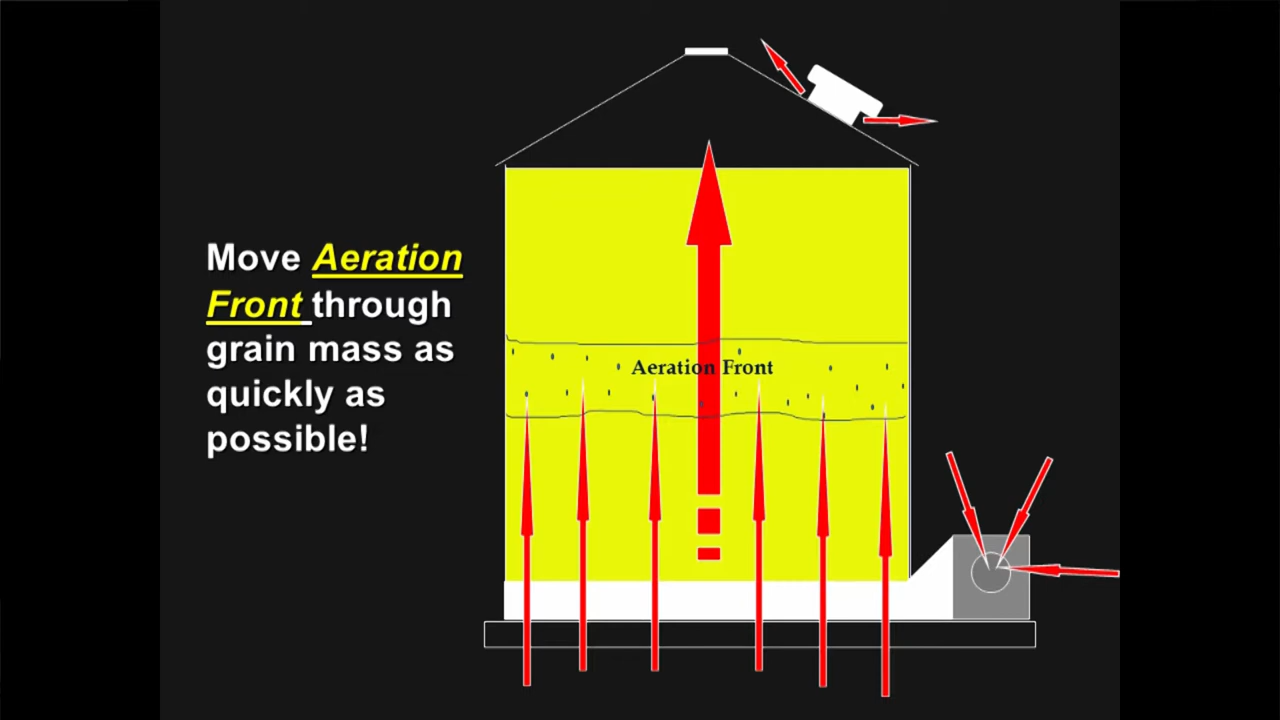 Move Aeration
Front through
grain mass as
quickly as
possible!
Aeration Front